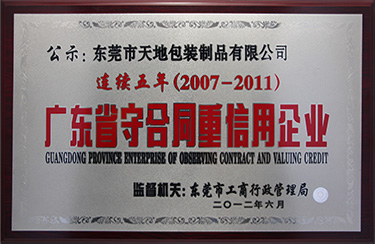 公示：东莞市天地包装制品有限公司
连续五年(2007-2011)
广东省守合同重信用企业
GUANGDONG PROVINCE ENTERPRISE OF OBSERVING CONTRACT AND VALUING CREDIT
监督机关：东莞市工商行政管理局
二〇一二年六月